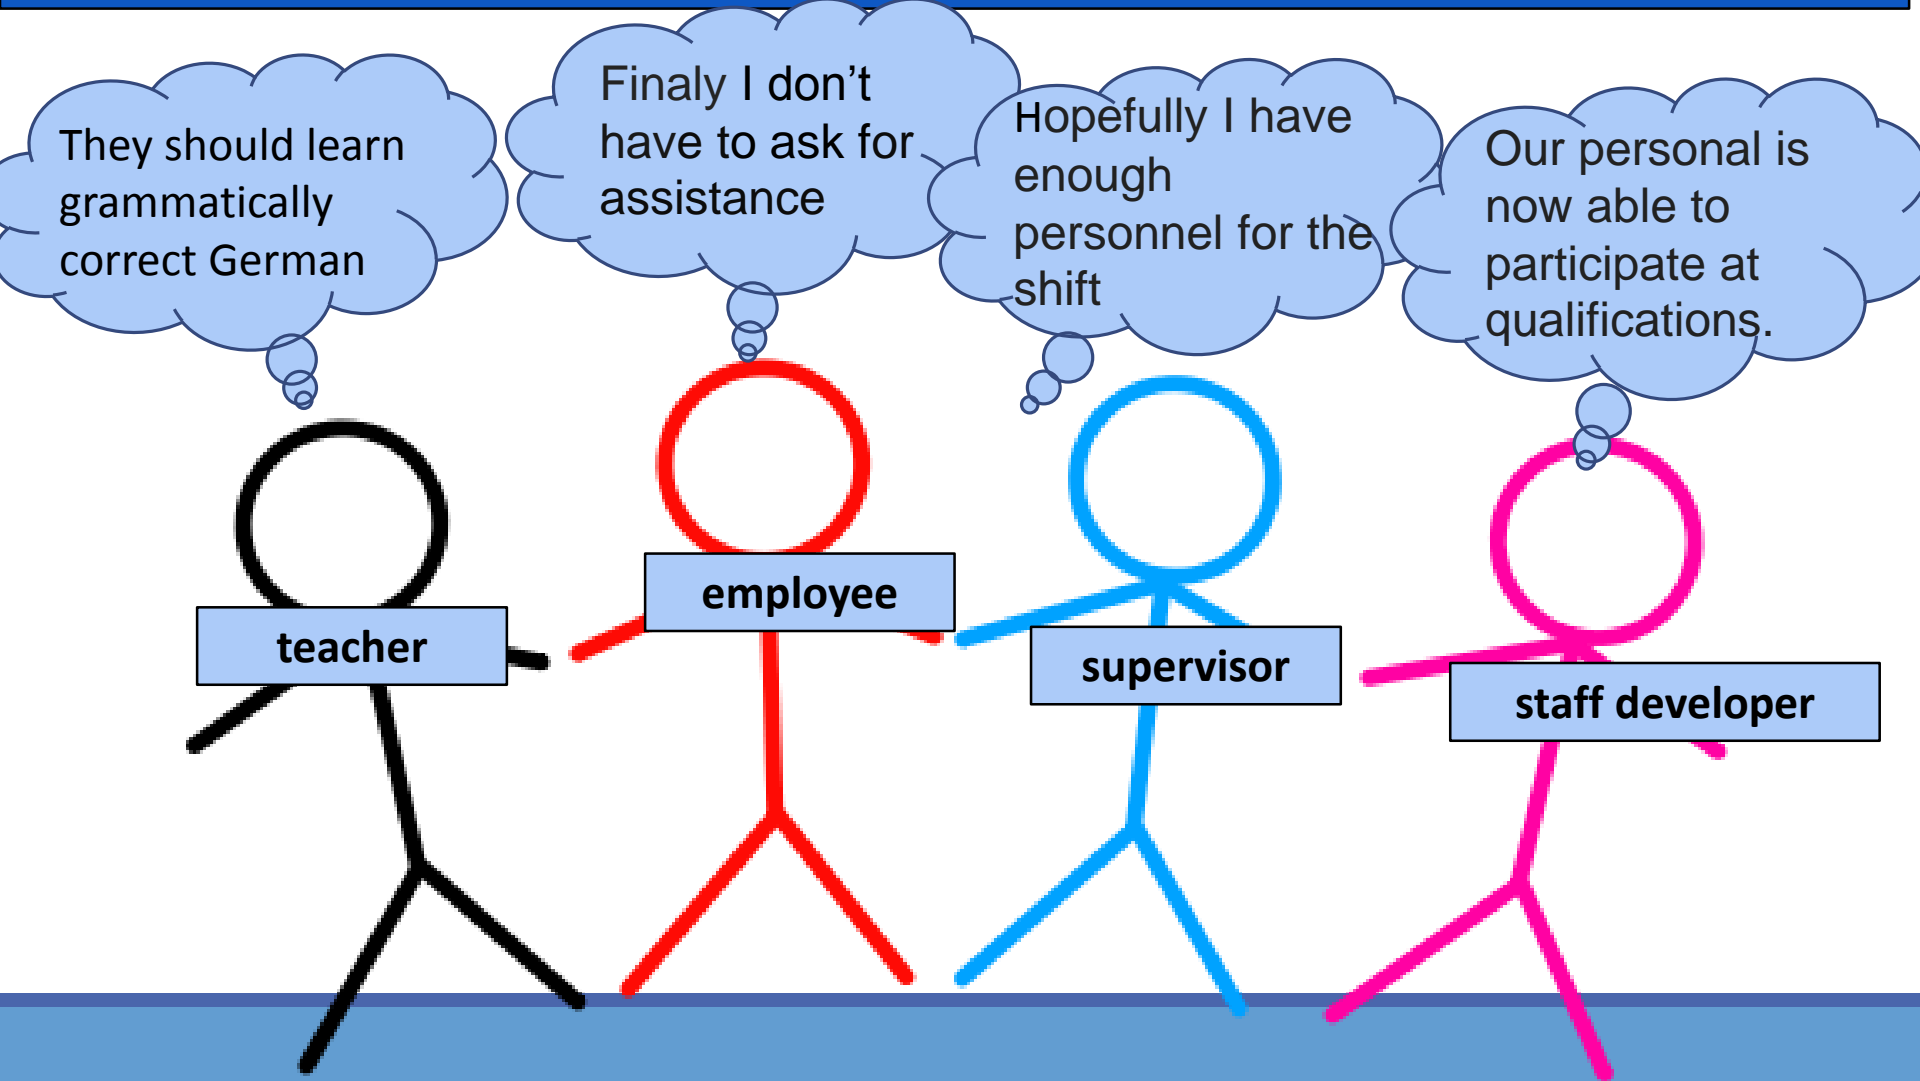 They should learn
grammatically
correct German
Finaly I don't
have to ask for
assistance
Hopefully I have
enough
personnel for the
shift
Our personal is
now able to
participate at
qualifications.
teacher
employee
supervisor
staff developer